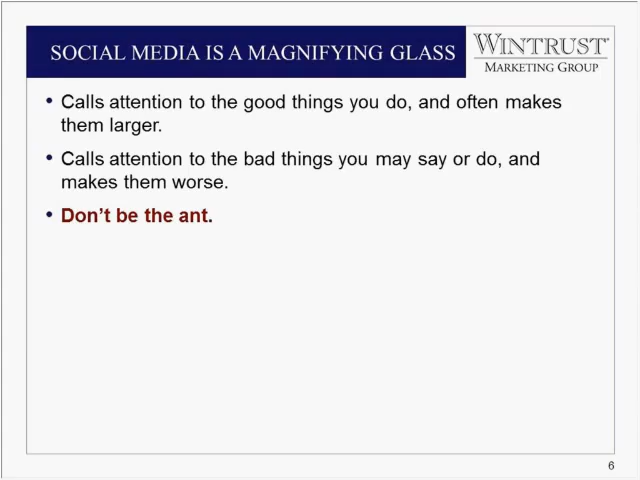 SOCIAL MEDIA IS A MAGNIFYING GLASS
WINTRUST®
MARKETING GROUP
• Calls attention to the good things you do, and often makes
them larger.
• Calls attention to the bad things you may say or do, and
makes them worse.
• Don’t be the ant.
6